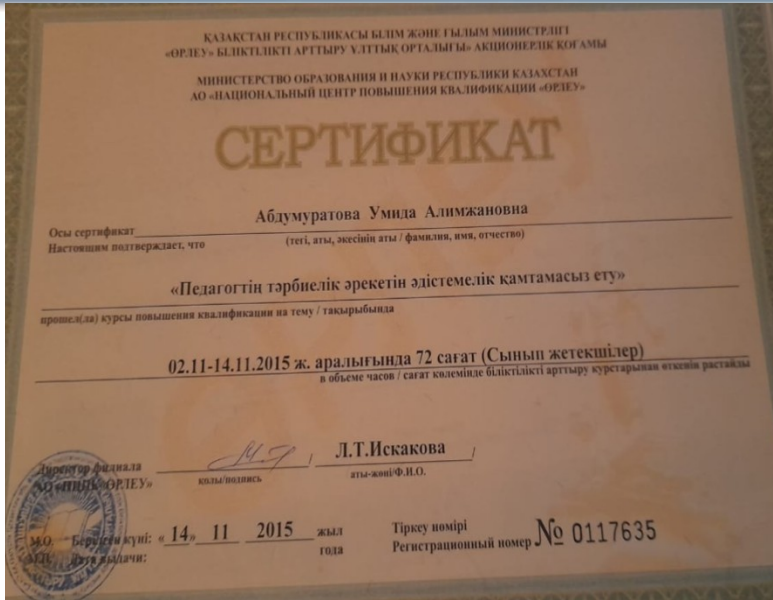 ҚАЗАҚСТАН РЕСПУБЛИКАСЫ БІЛІМ ЖӘНЕ ҒЫЛЫМ МИНИСТРЛІГІ
«ӨРЛЕУ» БІЛІКТІЛІКТІ АРТТЫРУ ҰЛТТЫҚ ОРТАЛЫҒЫ» АКЦИОНЕРЛІК ҚОҒАМЫ
МИНИСТЕРСТВО ОБРАЗОВАНИЯ И НАУКИ РЕСПУБЛИКИ КАЗАХСТАН
АО «НАЦИОНАЛЬНЫЙ ЦЕНТР ПОВЫШЕНИЯ КВАЛИФИКАЦИИ «ӨРЛЕУ»
СЕРТИФИКАТ
Абдумуратова Умида Алимжановна
Осы сертификат
Настоящим подтверждает, что (тегі, аты, әкесінің аты / фамилия, имя, отчество)
«Педагогтің тәрбиелік әрекетін әдістемелік қамтамасыз ету»
прошел(ла) курсы повышения квалификации на тему / тақырыбында
02.11-14.11.2015 ж. аралығында 72 сағат (Сынып жетекшілер)
в объеме часов / сағат көлемінде біліктілікті арттыру курстарынан өткенін растайды
Директор филиала / Л.Т.Искакова /
АО «НЦПК «ӨРЛЕУ» қолы/подпись аты-жөні/Ф.И.О.
М.О. Берілген күні: « 14 » 11 2015 жыл Тіркеу нөмірі
М.П. Дата выдачи: года Регистрационный номер № 0117635